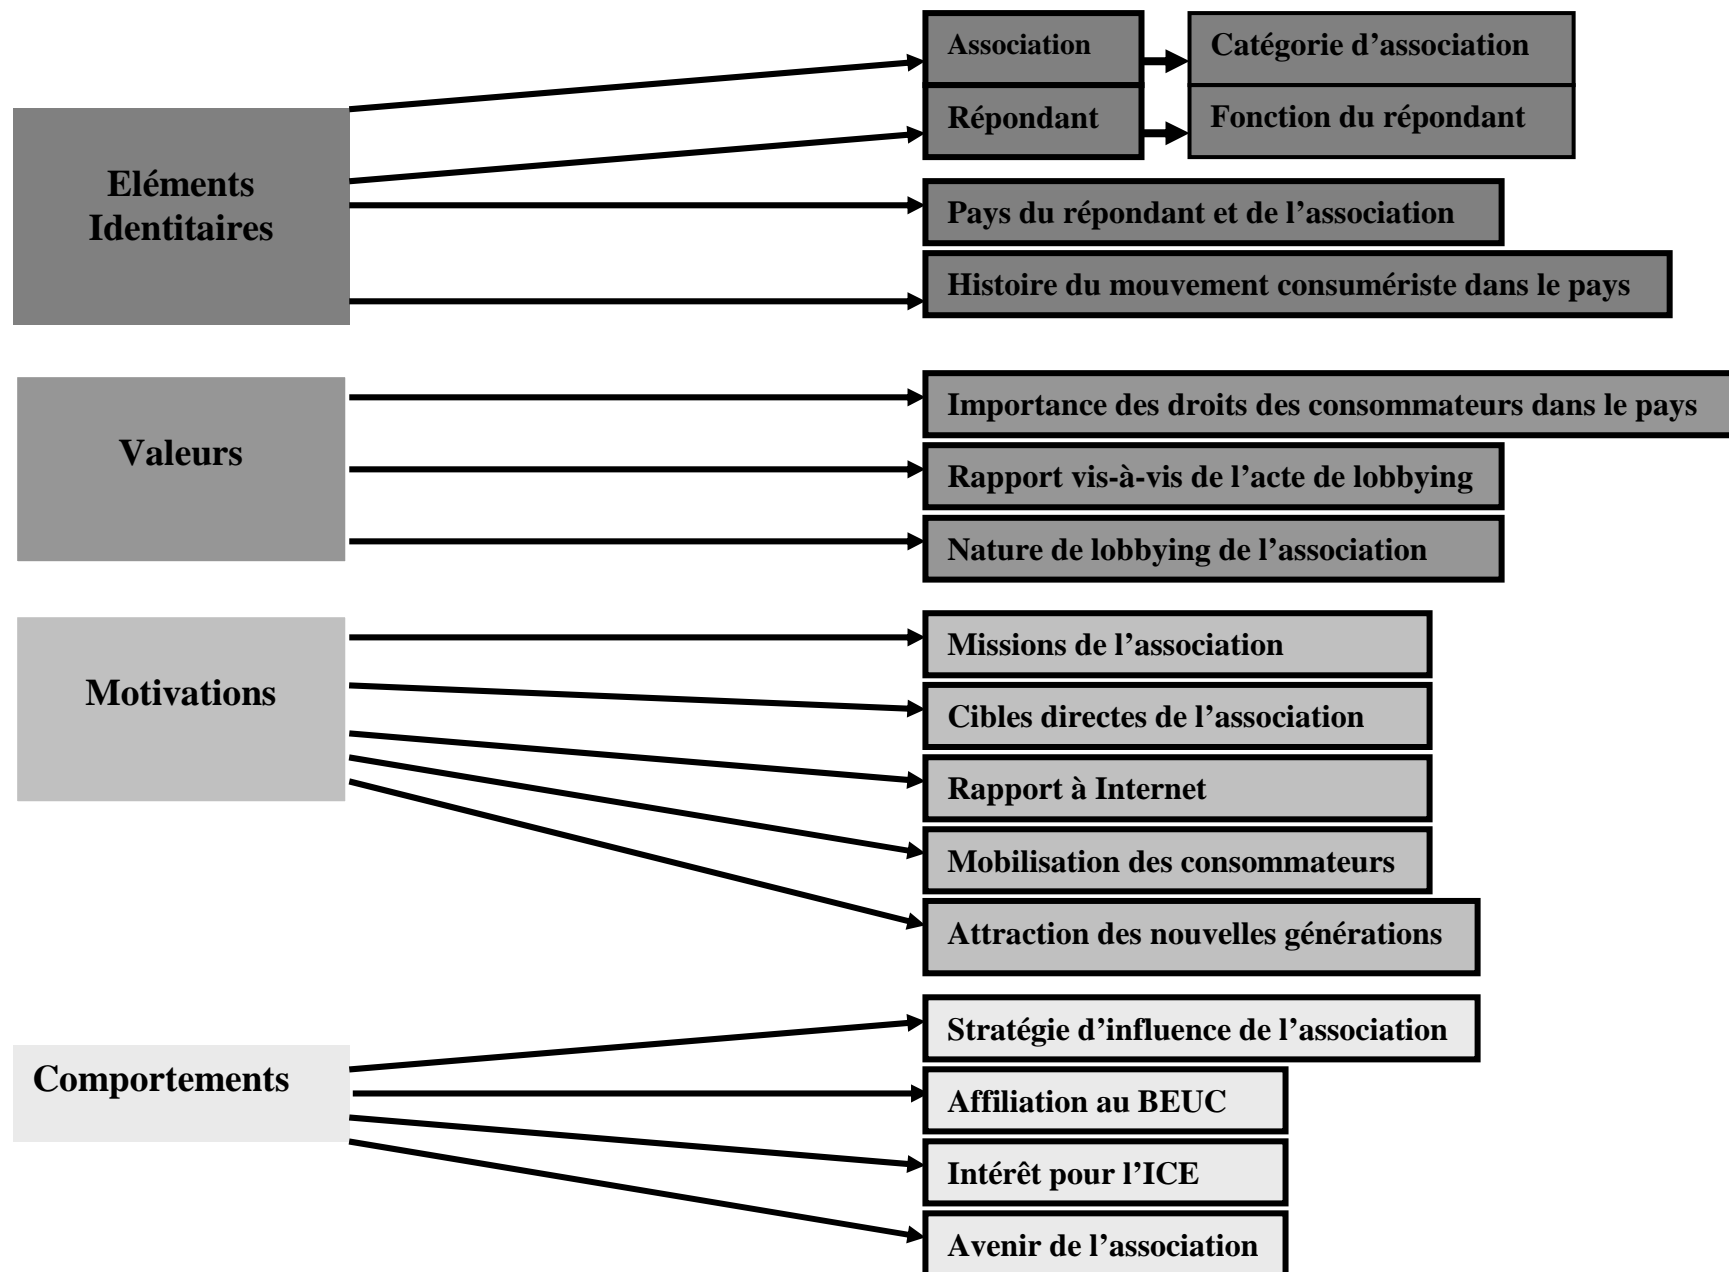 Association
Catégorie d’association
Répondant
Fonction du répondant
Eléments
Identitaires
Pays du répondant et de l’association
Histoire du mouvement consumériste dans le pays
Valeurs
Importance des droits des consommateurs dans le pays
Rapport vis-à-vis de l’acte de lobbying
Nature de lobbying de l’association
Motivations
Missions de l’association
Cibles directes de l’association
Rapport à Internet
Mobilisation des consommateurs
Attraction des nouvelles générations
Comportements
Stratégie d’influence de l’association
Affiliation au BEUC
Intérêt pour l’ICE
Avenir de l’association